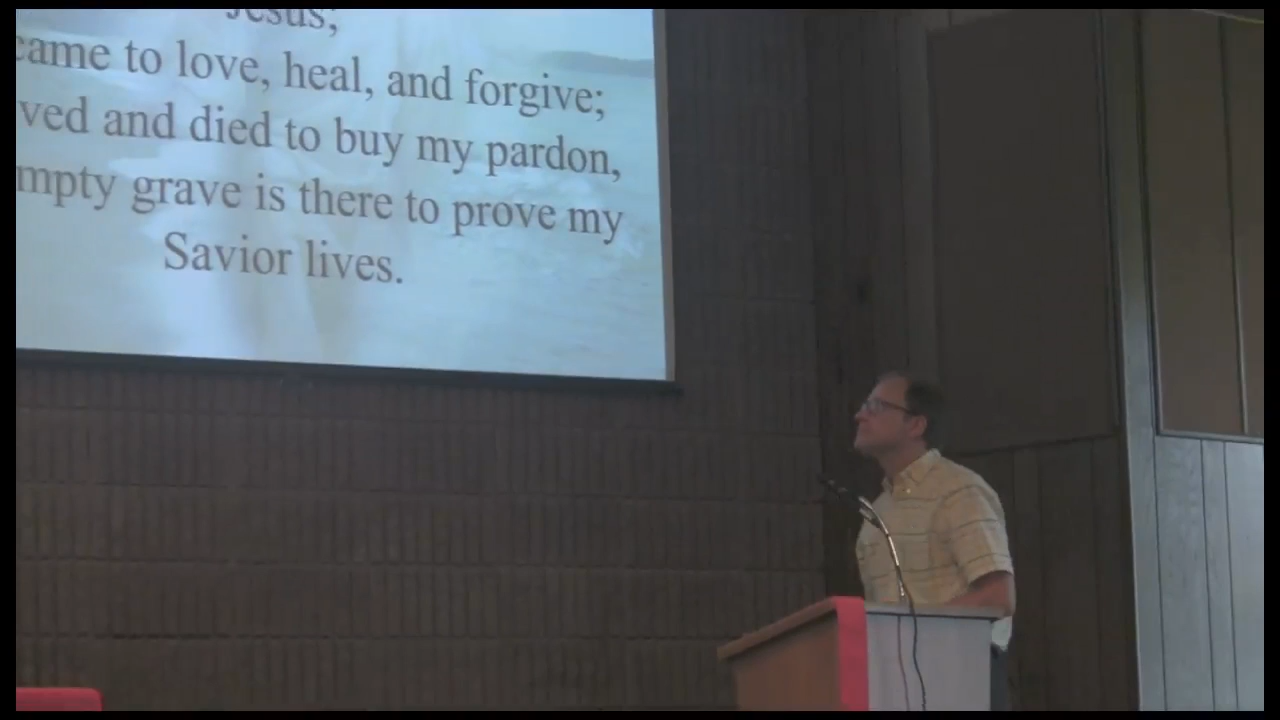 Jesus;
came to love, heal, and forgive;
ved and died to buy my pardon,
mpty grave is there to prove my
Savior lives.